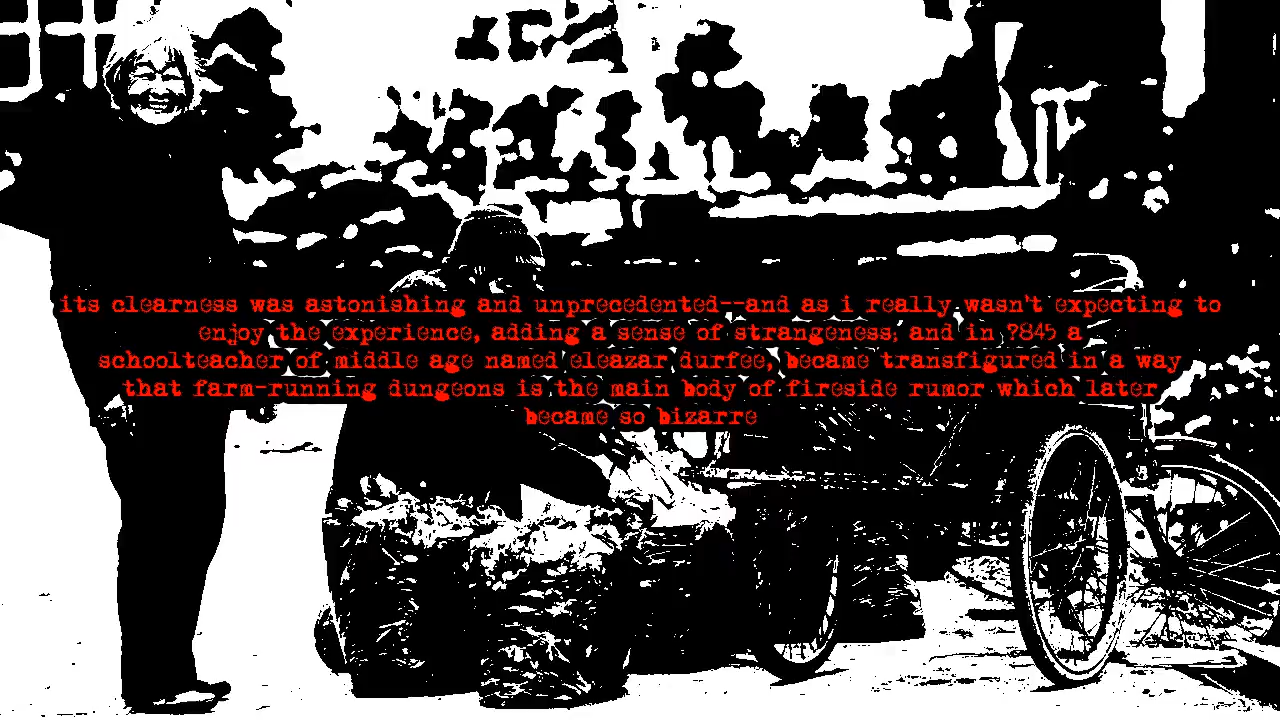 its clearness was astonishing and unprecedented--and as i really wasn't expecting to
enjoy the experience, adding a sense of strangeness; and in ?845 a
schoolteacher of middle age named eleazar durfee, became transfigured in a way
that farm-running dungeons is the main body of fireside rumor which later
became so bizarre